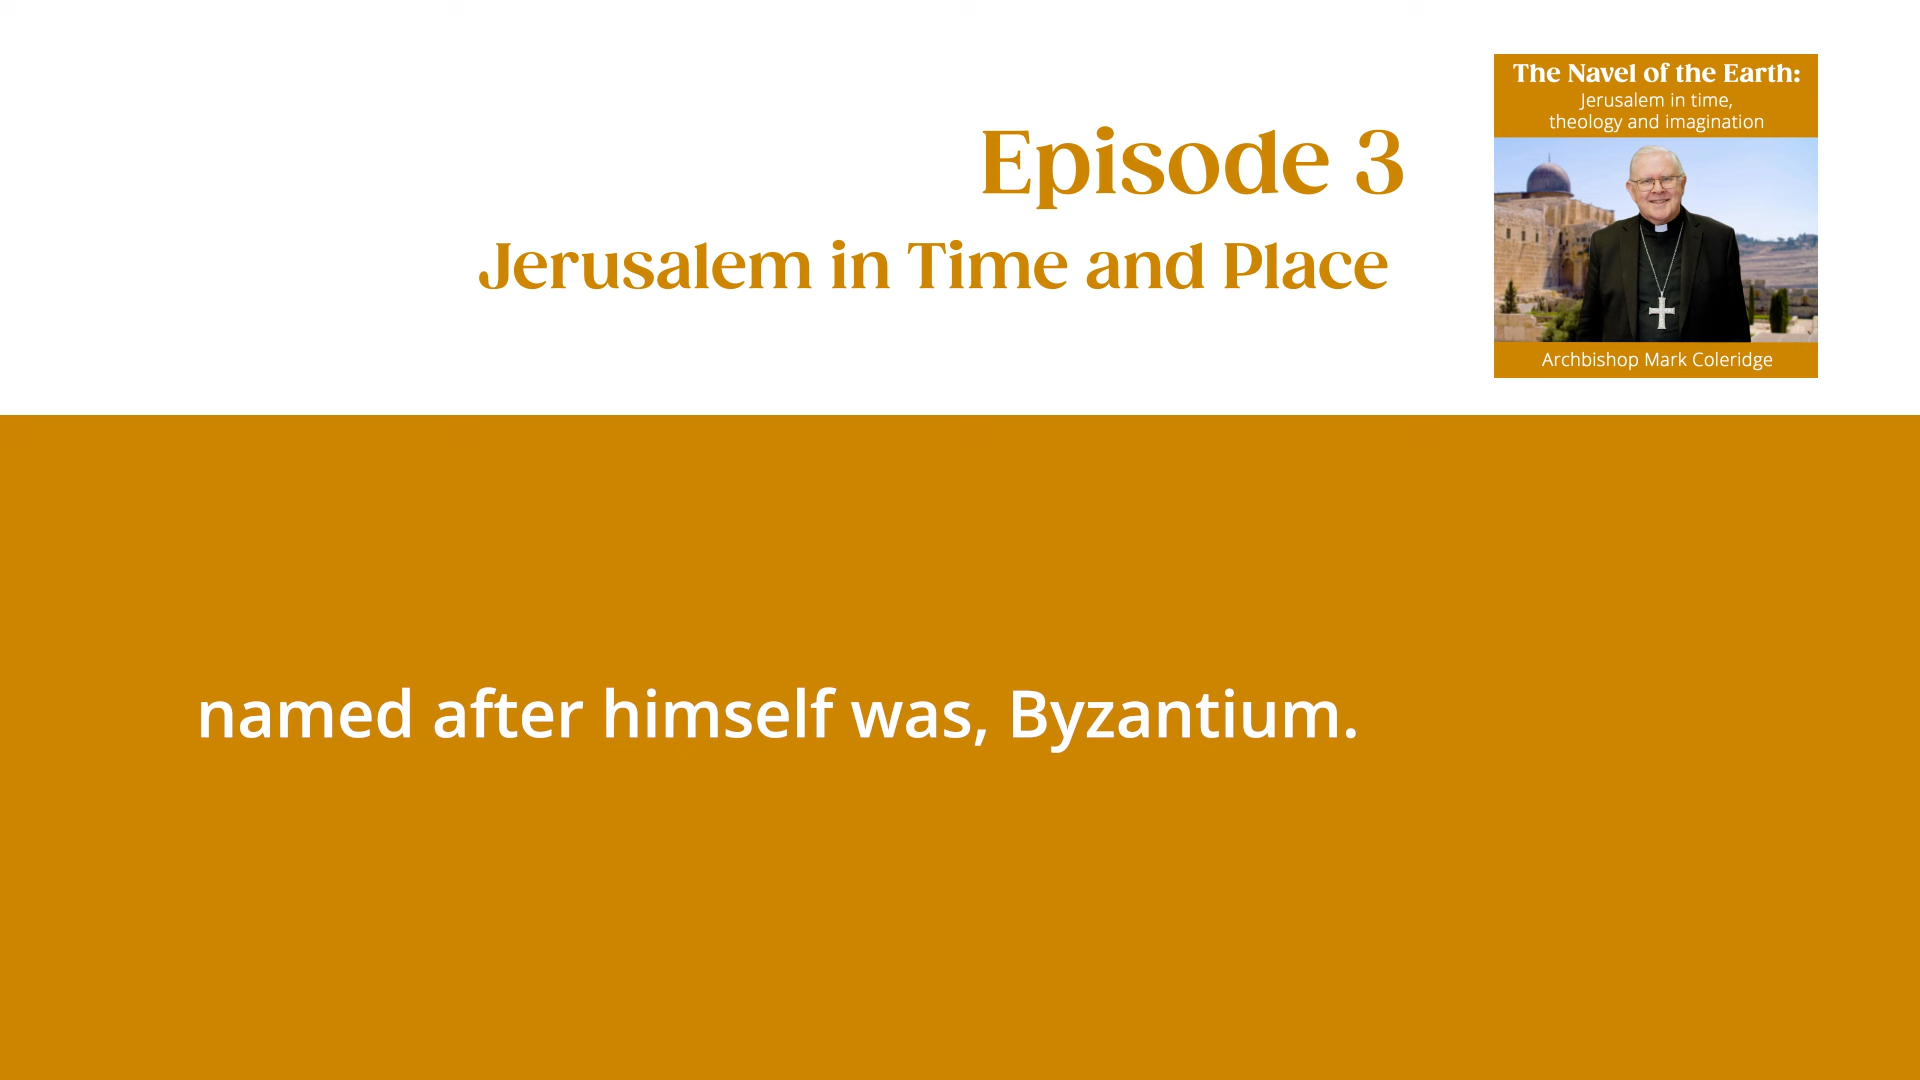 Episode 3
Jerusalem in Time and Place
The Navel of the Earth:
Jerusalem in time,
theology and imagination
Archbishop Mark Coleridge
named after himself was, Byzantium.